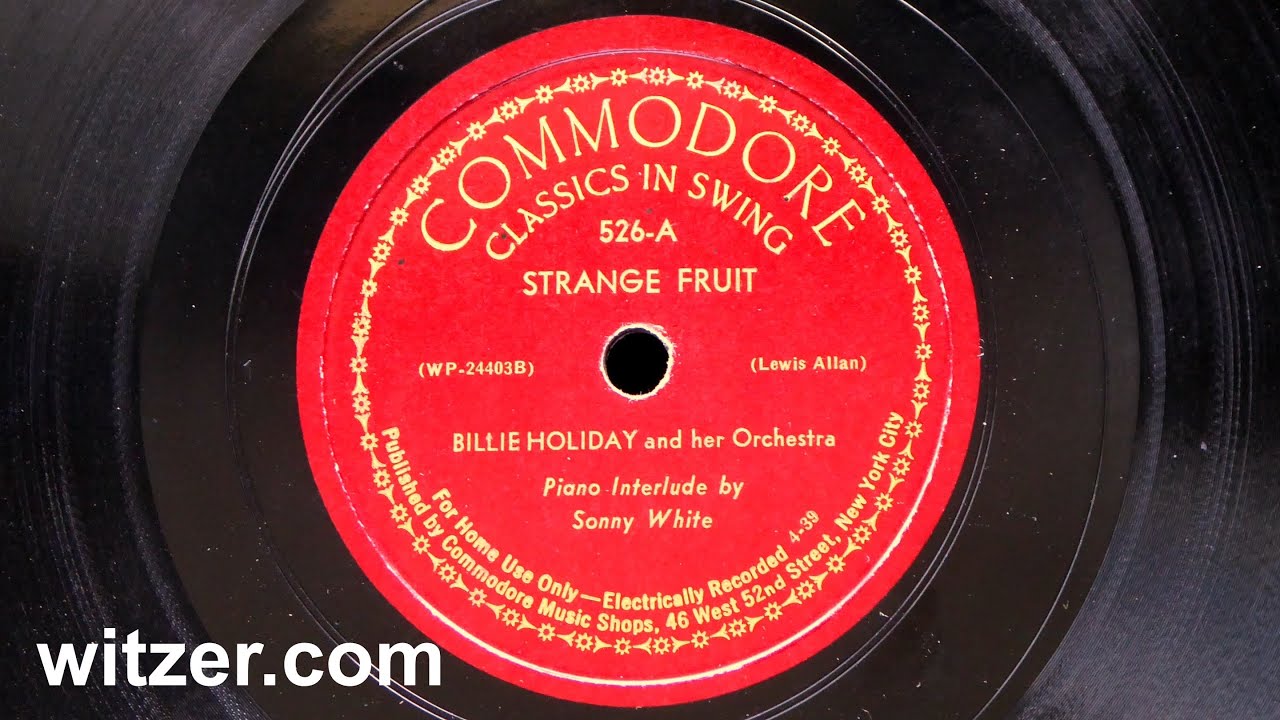 COMMODORE
CLASSICS IN SWING
526-A
STRANGE FRUIT
(WP-24403B)
(Lewis Allan)
BILLIE HOLIDAY and her Orchestra
Piano Interlude by
Sonny White
For Home Use Only—Electrically Recorded 4-39
Published by Commodore Music Shops, 46 West 52nd Street, New York City
witzer.com